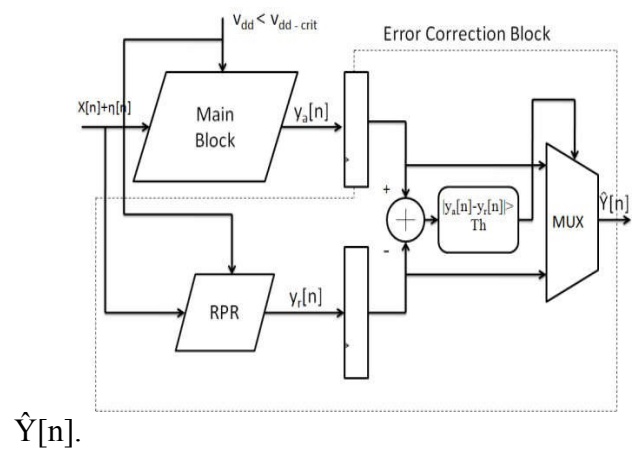 Vdd < Vdd - crit
Error Correction Block
X[n]+η[n]
Main
Block
ya[n]
+
+
|ya[n]-yr[n]|>
Th
MUX
Ŷ[n]
-
RPR
yr[n]
Ŷ[n].